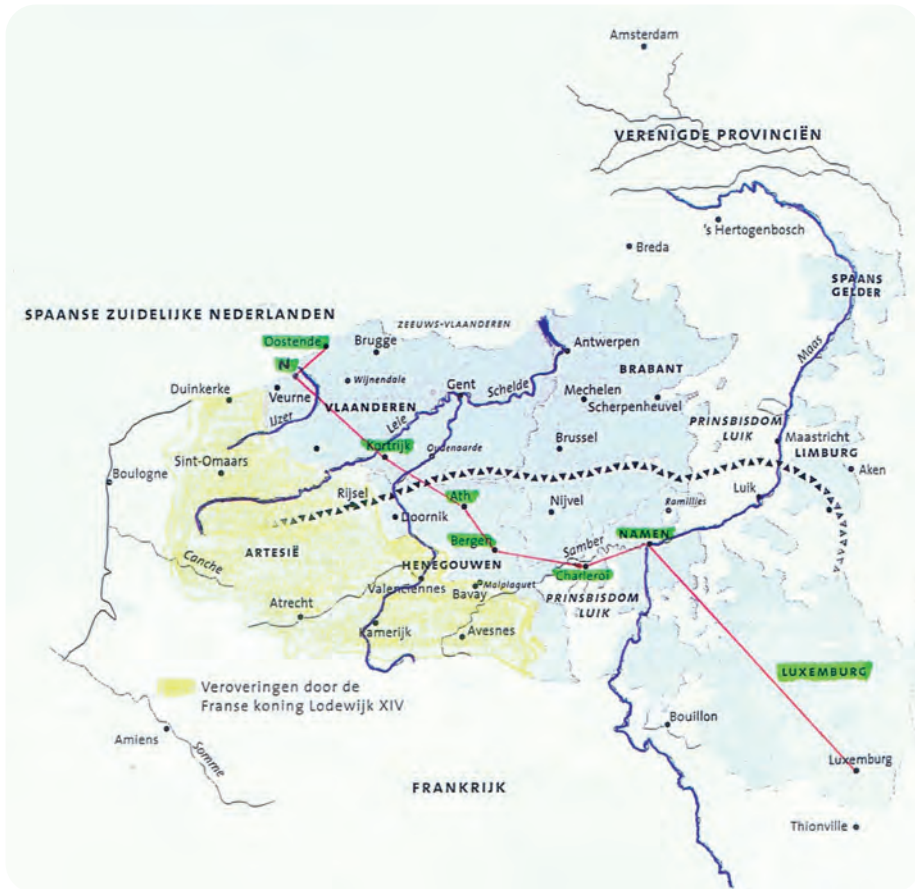 Amsterdam
VERENIGDE PROVINCIËN
's Hertogenbosch
Breda
SPAANS
GELDER
SPAANSE ZUIDELIJKE NEDERLANDEN
ZEEUWS-VLAANDEREN
Oostende
Brugge
Antwerpen
Maas
N
BRABANT
Duinkerke
Veurne
Wijnendale
Gent
Schelde
Mechelen
VLAANDEREN
Scherpenheuvel
IJzer
Leie
PRINSBISDOM
LUIK
Kortrijk
Oudenaarde
Brussel
Maastricht
LIMBURG
Boulogne
Sint-Omaars
Aken
Rijsel
Ath
Nijvel
Ramillies
Luik
Doornik
ARTESIË
Bergen
Samber
NAMEN
Canche
HENEGOUWEN
Charleroi
Valenciennes
Malplaquet
Bavay
PRINSBISDOM
LUIK
Atrecht
Kamerijk
Avesnes
LUXEMBURG
Veroveringen door de
Franse koning Lodewijk XIV
Bouillon
Amiens
Somme
Luxemburg
FRANKRIJK
Thionville